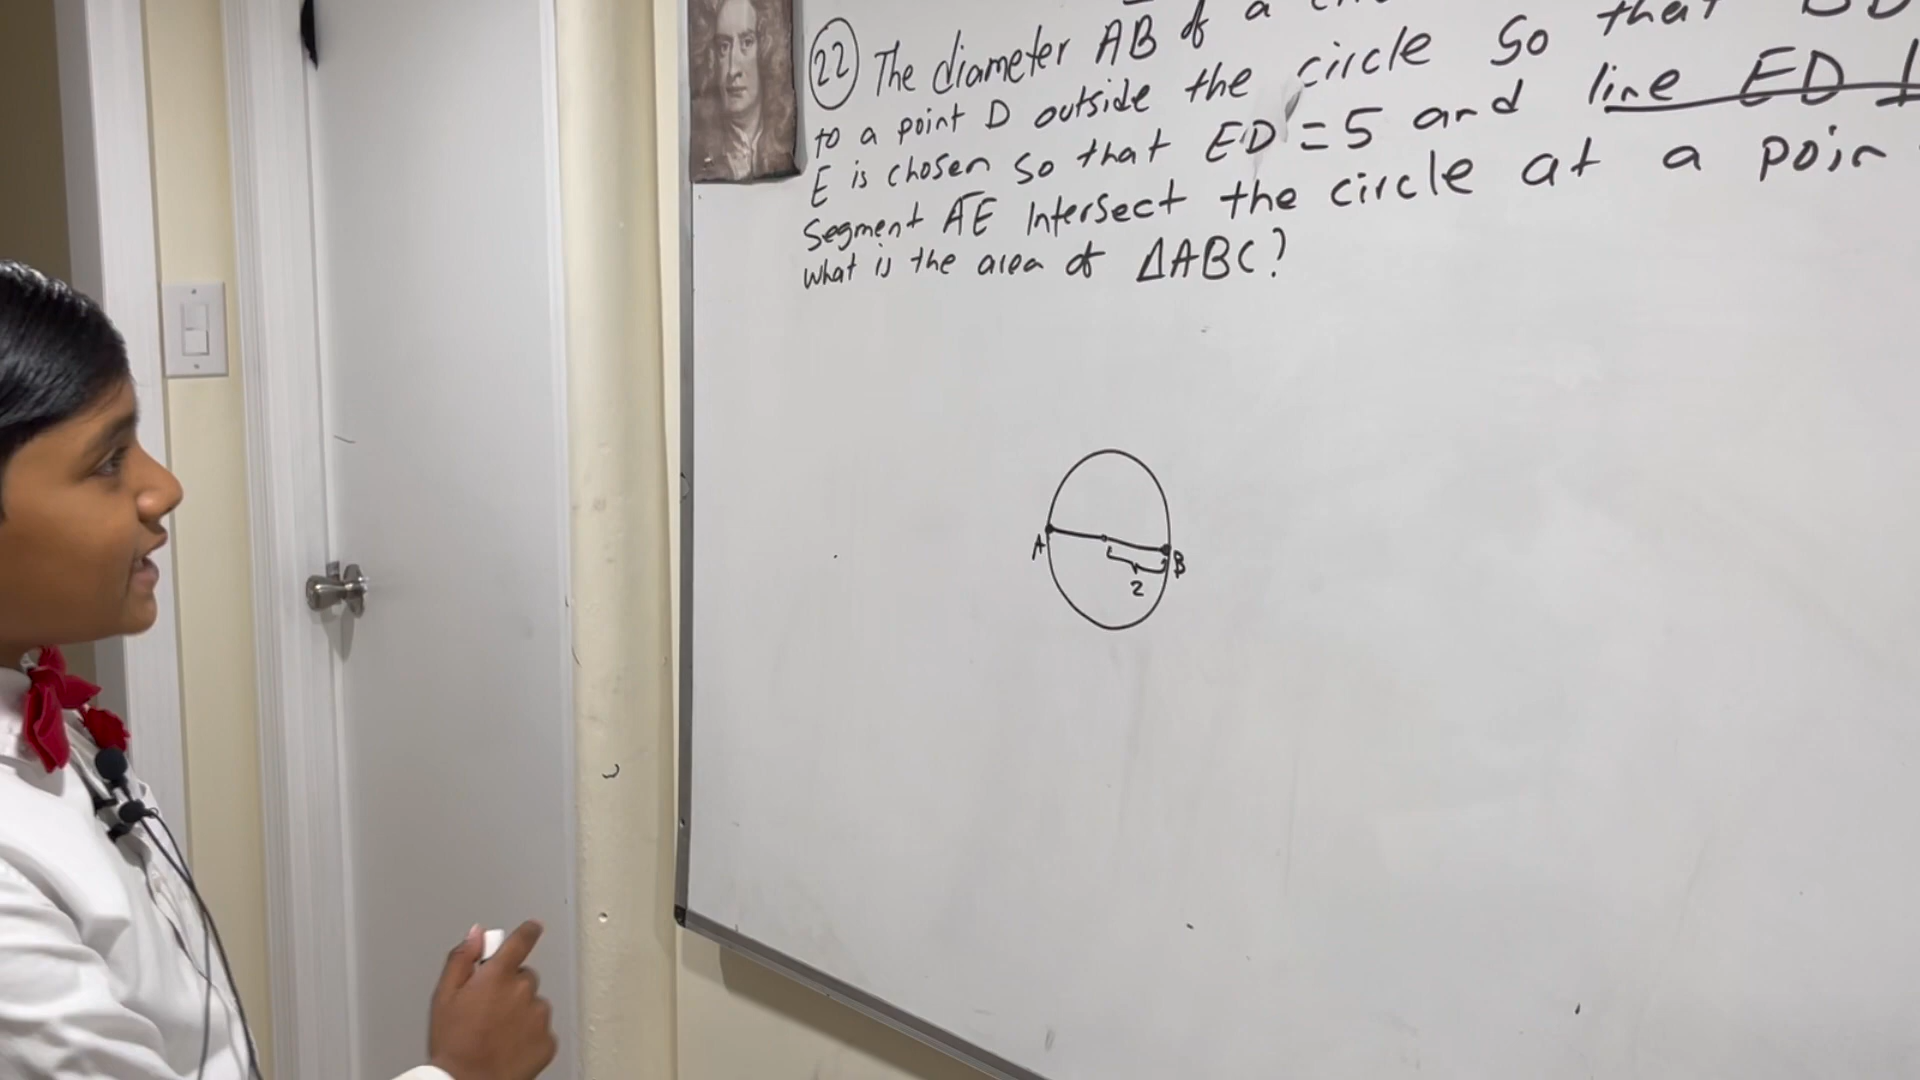 22 The diameter AB of a
to a point D outside the circle so that
E is chosen so that ED = 5 and line ED
Segment AE Intersect the circle at a
what is the area of ΔABC?
A
B
2